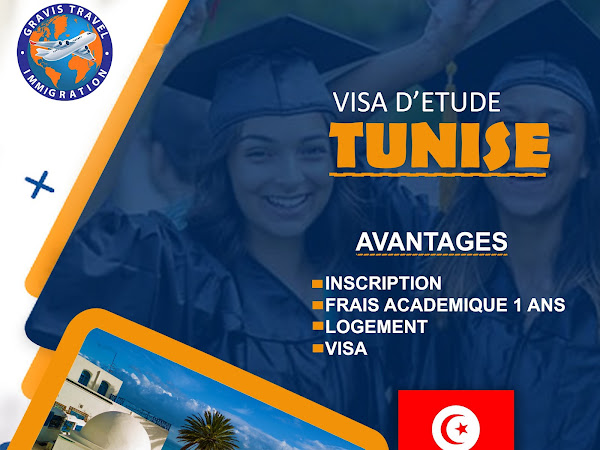 GRAVIS TRAVEL
IMMIGRATION
VISA D'ETUDE
TUNISE
AVANTAGES
INSCRIPTION
FRAIS ACADEMIQUE 1 ANS
LOGEMENT
VISA